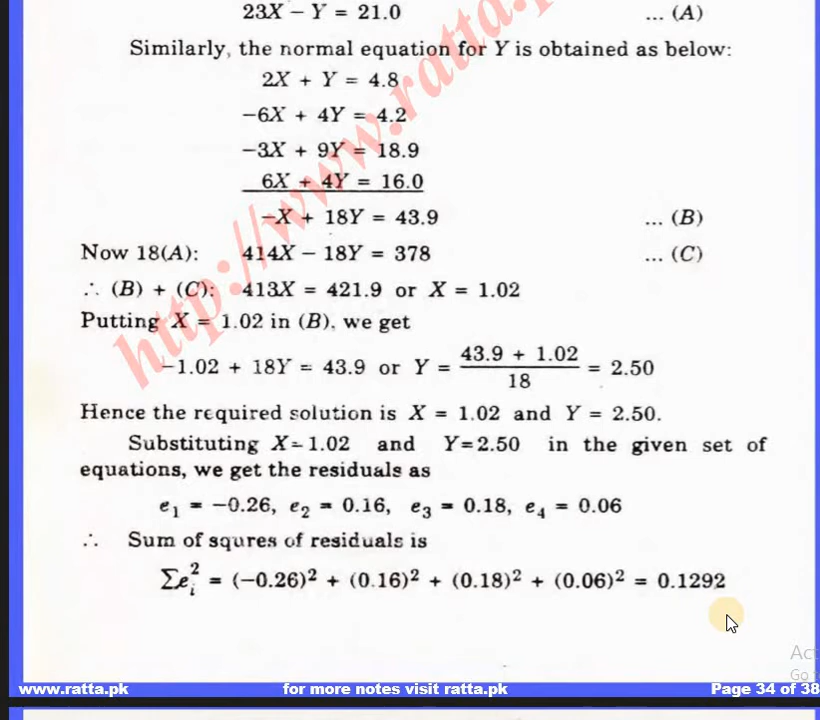 23X – Y = 21.0 ... (A)
Similarly, the normal equation for Y is obtained as below:
2X + Y = 4.8
–6X + 4Y = 4.2
–3X + 9Y = 18.9
6X + 4Y = 16.0
–X + 18Y = 43.9 ... (B)
Now 18(A): 414X – 18Y = 378 ... (C)
∴ (B) + (C): 413X = 421.9 or X = 1.02
Putting X = 1.02 in (B), we get
–1.02 + 18Y = 43.9 or Y = (43.9 + 1.02)/18 = 2.50
Hence the required solution is X = 1.02 and Y = 2.50.
Substituting X=1.02 and Y=2.50 in the given set of
equations, we get the residuals as
e₁ = –0.26, e₂ = 0.16, e₃ = 0.18, e₄ = 0.06
∴ Sum of squres of residuals is
Σeᵢ² = (–0.26)² + (0.16)² + (0.18)² + (0.06)² = 0.1292
http://www.ratta.p
www.ratta.pk for more notes visit ratta.pk Page 34 of 38